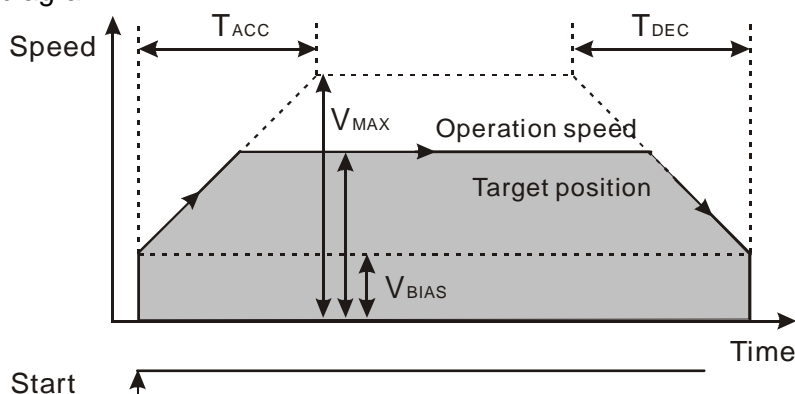 TACC
TDEC
Speed
VMAX
Operation speed
Target position
VBIAS
Time
Start